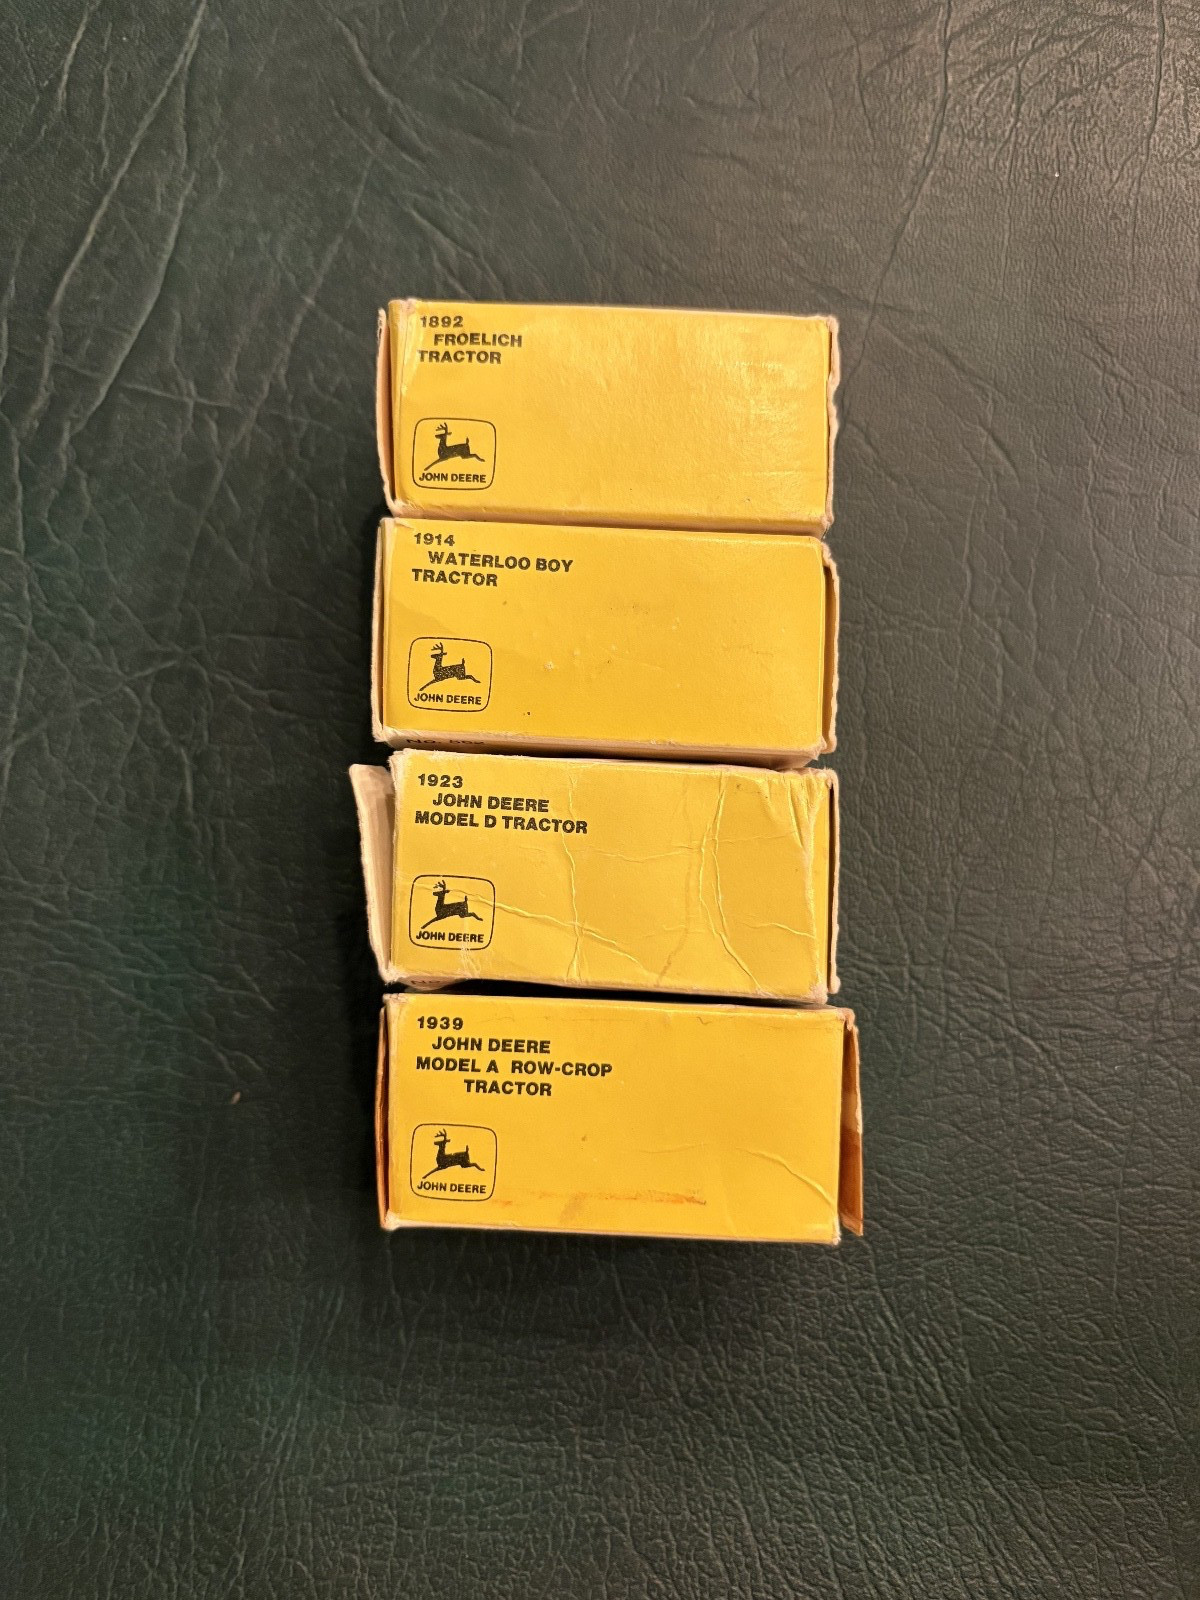 1892
FROELICH
TRACTOR
JOHN DEERE
1914
WATERLOO BOY
TRACTOR
JOHN DEERE
1923
JOHN DEERE
MODEL D TRACTOR
JOHN DEERE
1939
JOHN DEERE
MODEL A ROW-CROP
TRACTOR
JOHN DEERE